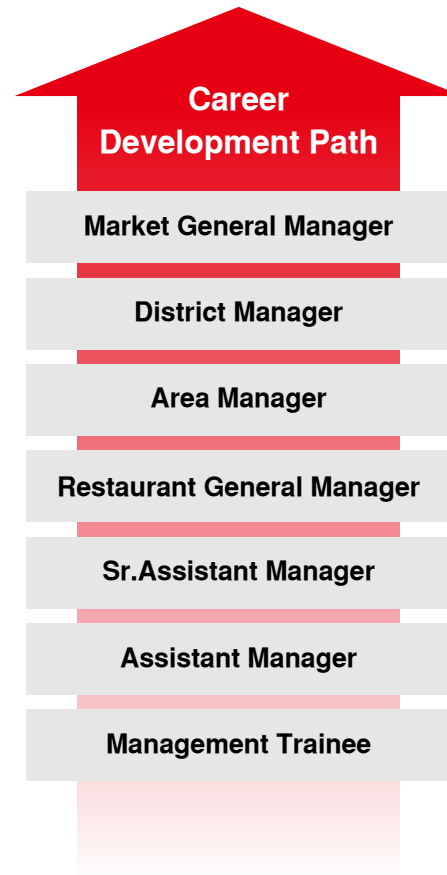 Career
Development Path
Market General Manager
District Manager
Area Manager
Restaurant General Manager
Sr.Assistant Manager
Assistant Manager
Management Trainee